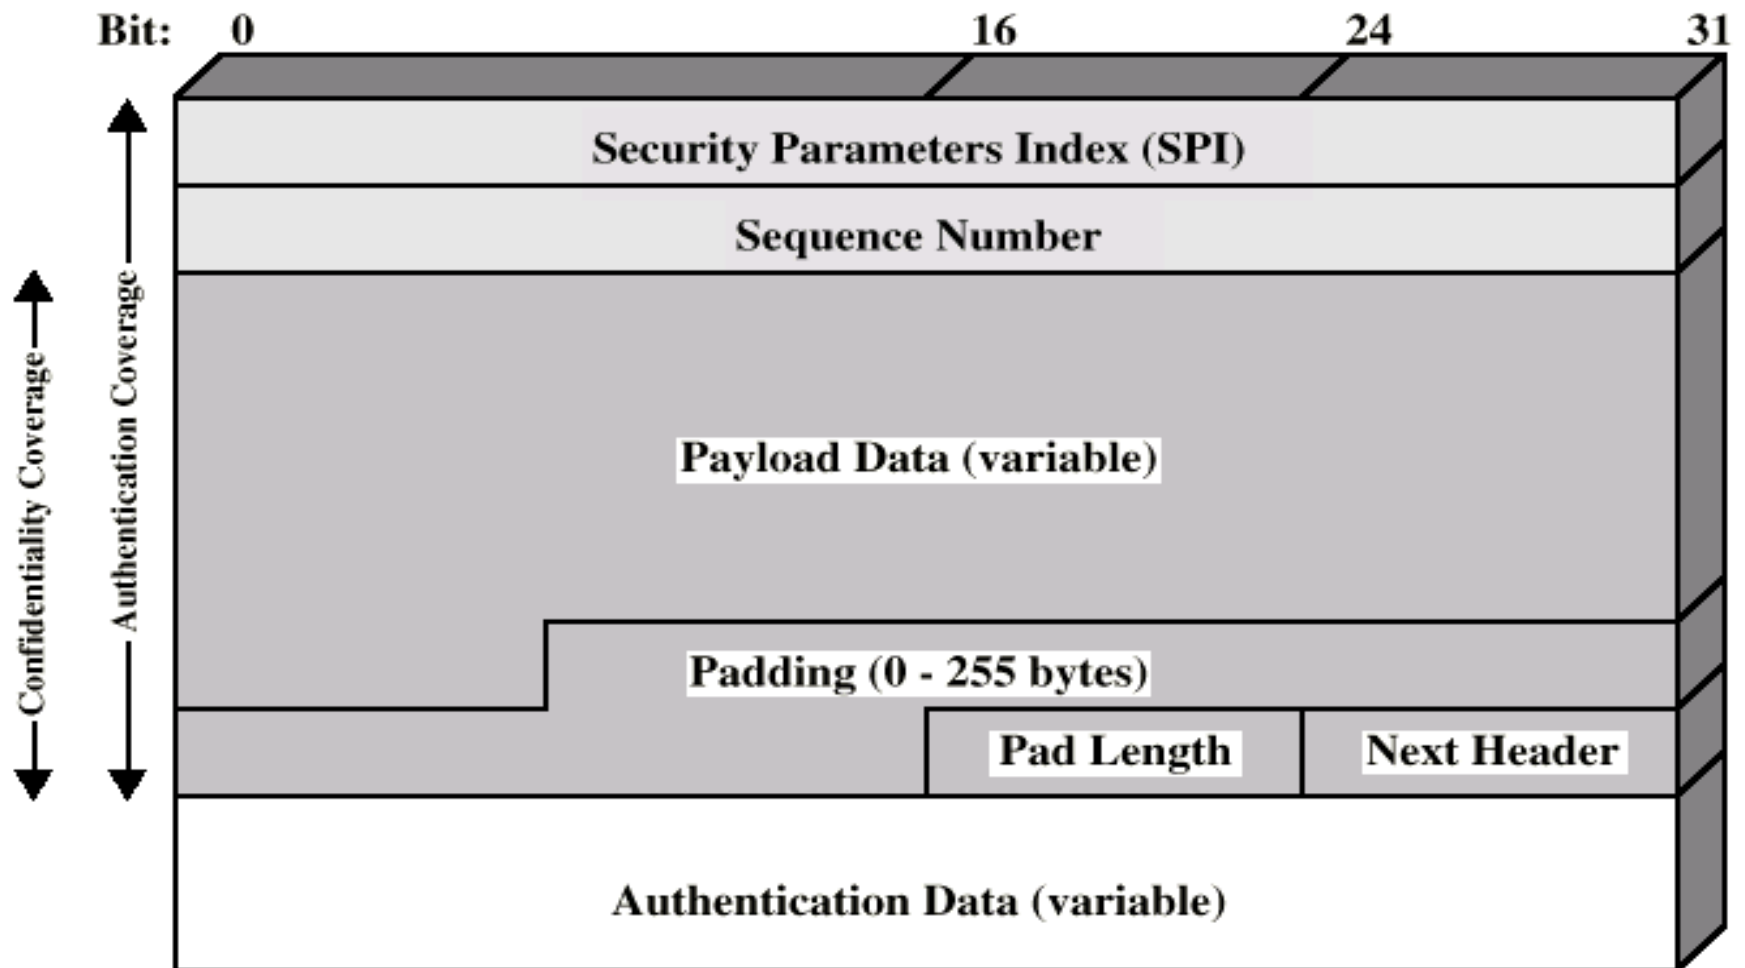 Bit: 0 16 24 31
Security Parameters Index (SPI)
Sequence Number
Confidentiality Coverage
Authentication Coverage
Payload Data (variable)
Padding (0 - 255 bytes)
Pad Length
Next Header
Authentication Data (variable)